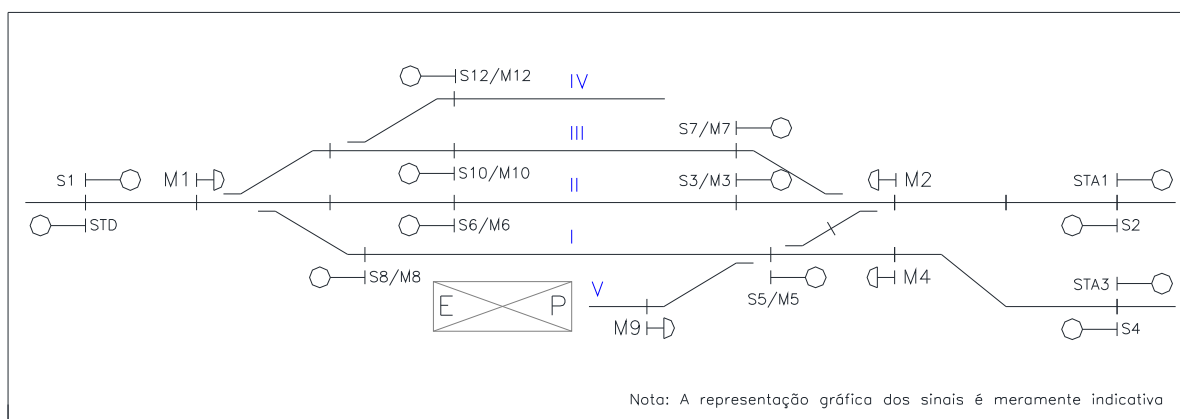 S12/M12
IV
S7/M7
III
S1
M1
S10/M10
S3/M3
M2
STA1
II
STD
S6/M6
S2
I
S8/M8
S5/M5
M4
STA3
E P
V
M9
S4
Nota: A representação gráfica dos sinais é meramente indicativa